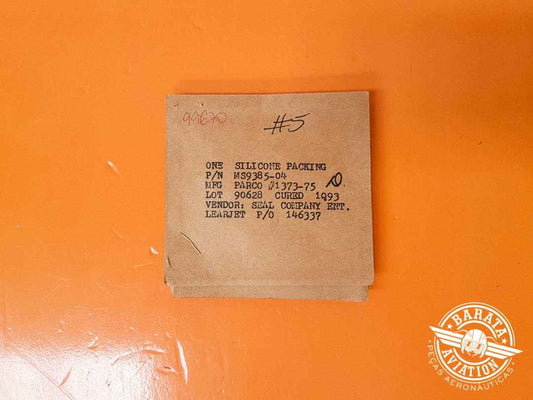 99670
#5
ONE SILICONE PACKING
P/N MS9385-04
MFG PARCO #1373-75
LOT 90628 CURED 1Q93
VENDOR: SEAL COMPANY ENT.
LEARJET P/O 146337
BARATA
AVIATION
PEÇAS AERONÁUTICAS